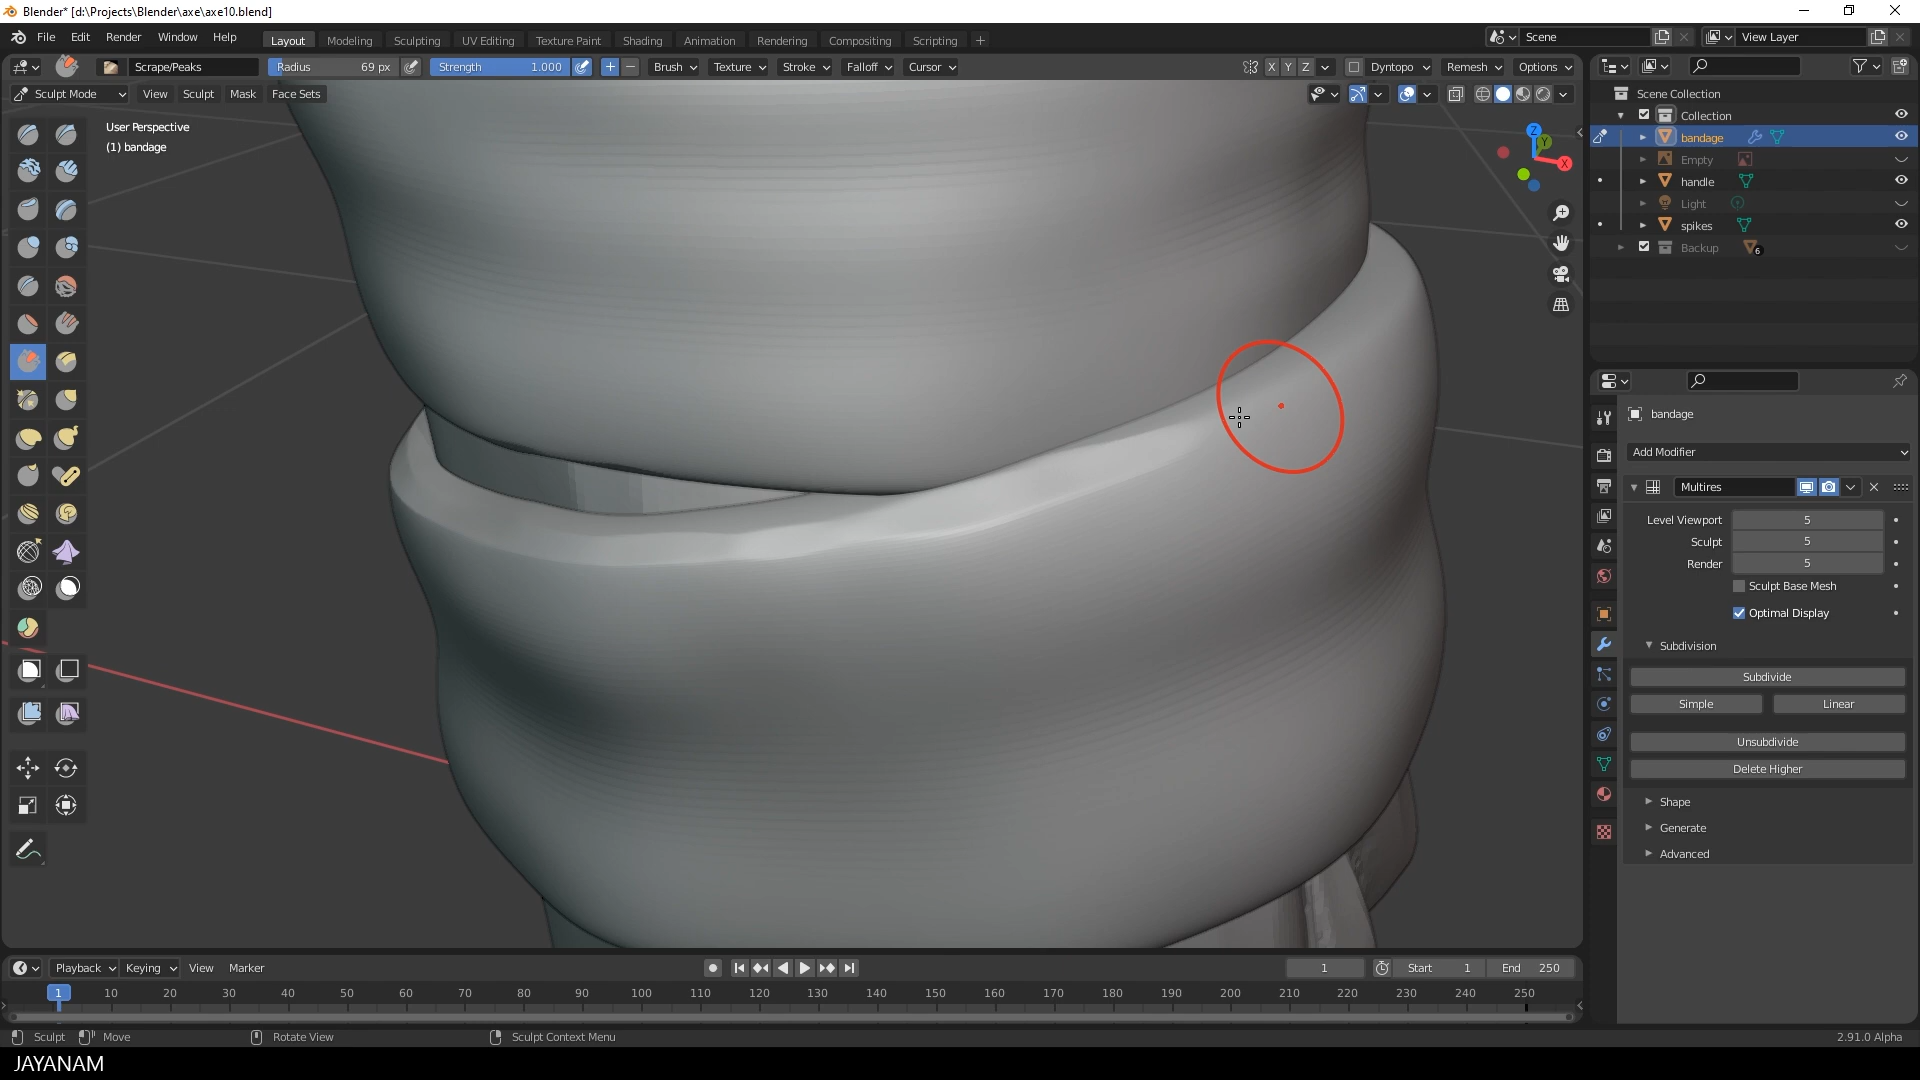 Blender* [d:\Projects\Blender\axe\axe10.blend]
File Edit Render Window Help Layout Modeling Sculpting UV Editing Texture Paint Shading Animation Rendering Compositing Scripting + Scene View Layer
Scrape/Peaks Radius 69 px Strength 1.000 Brush Texture Stroke Falloff Cursor X Y Z Dyntopo Remesh Options
Sculpt Mode View Sculpt Mask Face Sets
User Perspective
(1) bandage
Z
Y
X
Scene Collection
Collection
bandage
Empty
handle
Light
spikes
Backup 6
bandage
Add Modifier
Multires
Level Viewport 5
Sculpt 5
Render 5
Sculpt Base Mesh
Optimal Display
Subdivision
Subdivide
Simple Linear
Unsubdivide
Delete Higher
Shape
Generate
Advanced
Playback Keying View Marker 1 Start 1 End 250
1 10 20 30 40 50 60 70 80 90 100 110 120 130 140 150 160 170 180 190 200 210 220 230 240 250
Sculpt Move Rotate View Sculpt Context Menu 2.91.0 Alpha
JAYANAM